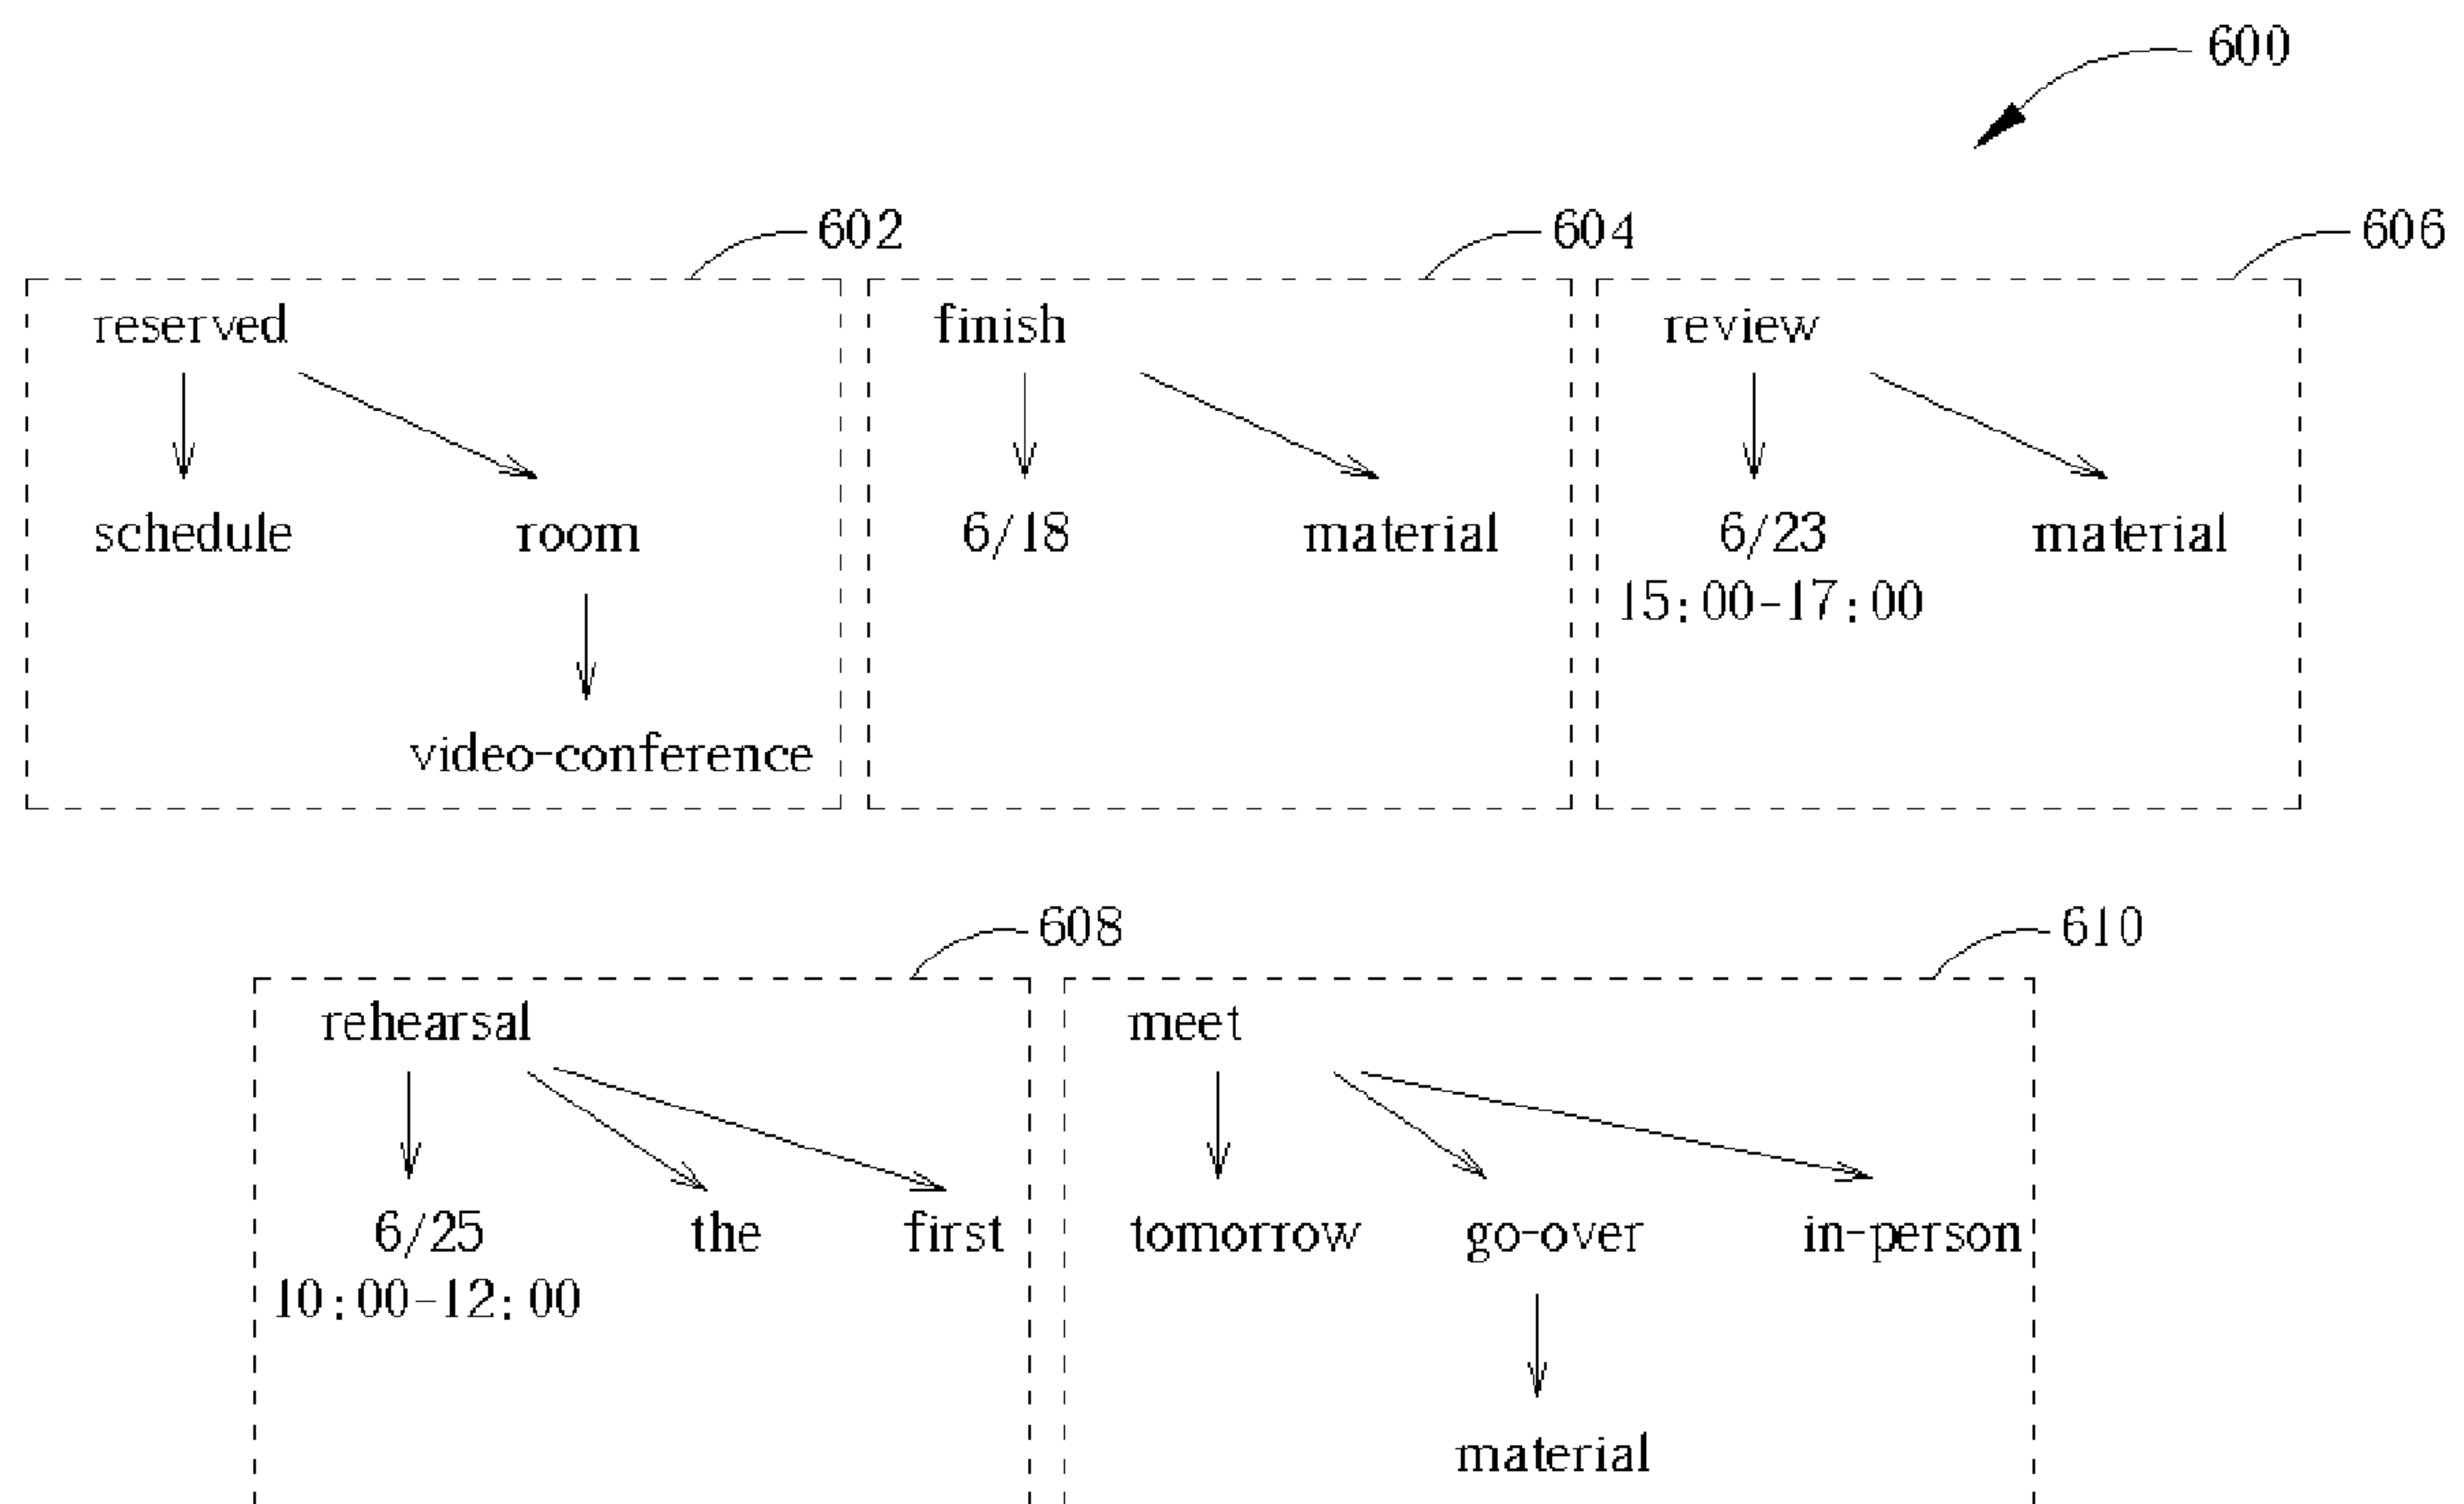 600
602
604
606
reserved
finish
review
schedule
room
6/18
material
6/23
material
15:00-17:00
video-conference
608
610
rehearsal
meet
6/25
the
first
tomorrow
go-over
in-person
10:00-12:00
material